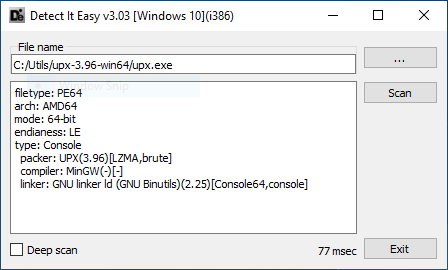 Detect It Easy v3.03 [Windows 10](i386)
File name
C:/Utils/upx-3.96-win64/upx.exe
...
filetype: PE64
arch: AMD64
mode: 64-bit
endianess: LE
type: Console
packer: UPX(3.96)[LZMA,brute]
compiler: MinGW(-)[-]
linker: GNU linker ld (GNU Binutils)(2.25)[Console64,console]
Scan
Deep scan
77 msec
Exit